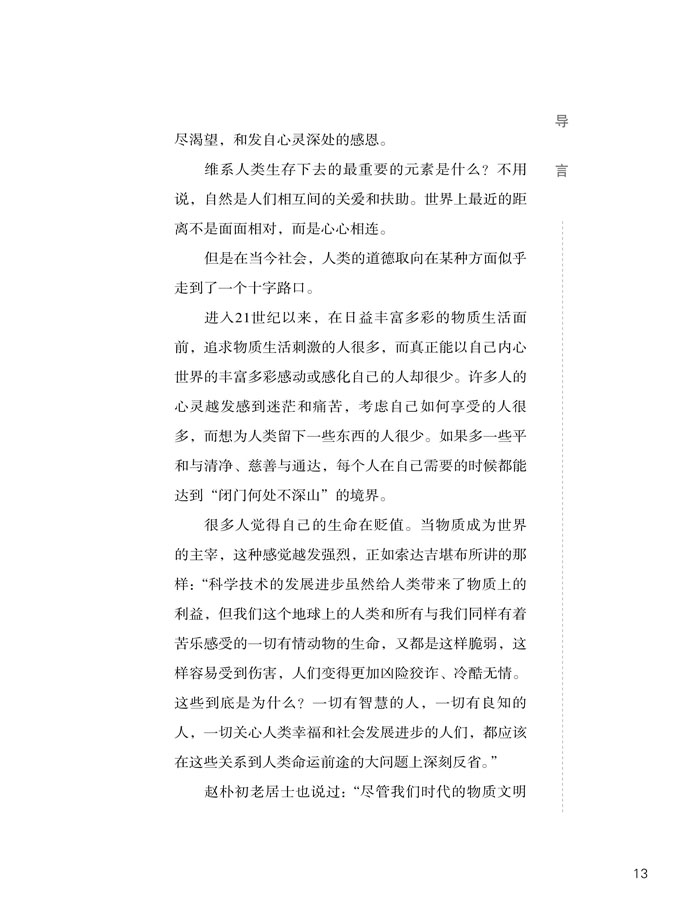 导
言
尽渴望，和发自心灵深处的感恩。
维系人类生存下去的最重要的元素是什么？不用
说，自然是人们相互间的关爱和扶助。世界上最近的距
离不是面面相对，而是心心相连。
但是在当今社会，人类的道德取向在某种方面似乎
走到了一个十字路口。
进入21世纪以来，在日益丰富多彩的物质生活面
前，追求物质生活刺激的人很多，而真正能以自己内心
世界的丰富多彩感动或感化自己的人却很少。许多人的
心灵越发感到迷茫和痛苦，考虑自己如何享受的人很
多，而想为人类留下一些东西的人很少。如果多一些平
和与清净、慈善与通达，每个人在自己需要的时候都能
达到“闭门何处不深山”的境界。
很多人觉得自己的生命在贬值。当物质成为世界
的主宰，这种感觉越发强烈，正如索达吉堪布所讲的那
样：“科学技术的发展进步虽然给人类带来了物质上的
利益，但我们这个地球上的人类和所有与我们同样有着
苦乐感受的一切有情动物的生命，又都是这样脆弱，这
样容易受到伤害，人们变得更加凶险狡诈、冷酷无情。
这些到底是为什么？一切有智慧的人，一切有良知的
人，一切关心人类幸福和社会发展进步的人们，都应该
在这些关系到人类命运前途的大问题上深刻反省。”
赵朴初老居士也说过：“尽管我们时代的物质文明
13